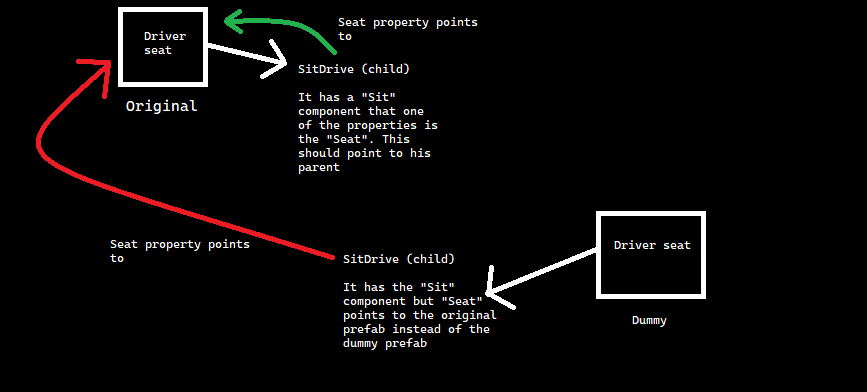 Seat property points
to
Driver
seat
SitDrive (child)
Original
It has a "Sit"
component that one
of the properties is
the "Seat". This
should point to his
parent
Seat property points
to
SitDrive (child)
It has the "Sit"
component but "Seat"
points to the original
prefab instead of the
dummy prefab
Driver seat
Dummy